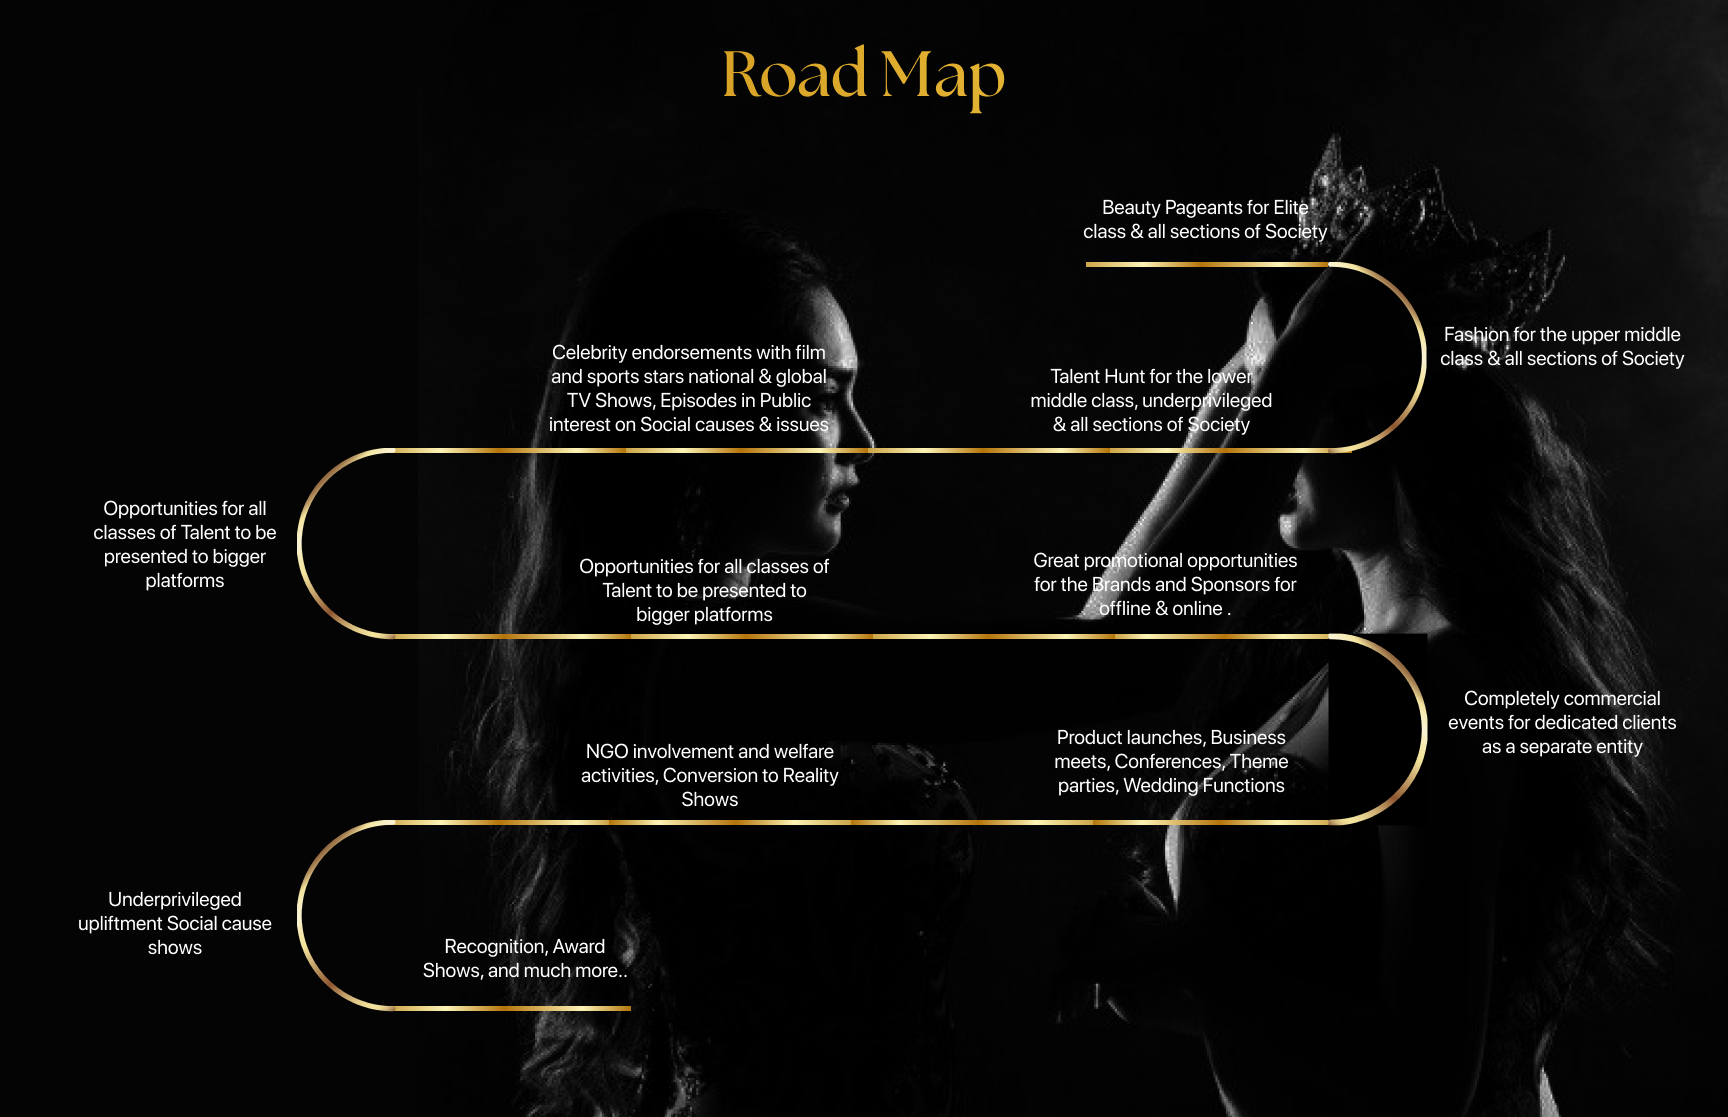 Road Map
Beauty Pageants for Elite
class & all sections of Society
Fashion for the upper middle
class & all sections of Society
Talent Hunt for the lower
middle class, underprivileged
& all sections of Society
Celebrity endorsements with film
and sports stars national & global
TV Shows, Episodes in Public
interest on Social causes & issues
Opportunities for all
classes of Talent to be
presented to bigger
platforms
Opportunities for all classes of
Talent to be presented to
bigger platforms
Great promotional opportunities
for the Brands and Sponsors for
offline & online .
Completely commercial
events for dedicated clients
as a separate entity
Product launches, Business
meets, Conferences, Theme
parties, Wedding Functions
NGO involvement and welfare
activities, Conversion to Reality
Shows
Underprivileged
upliftment Social cause
shows
Recognition, Award
Shows, and much more..